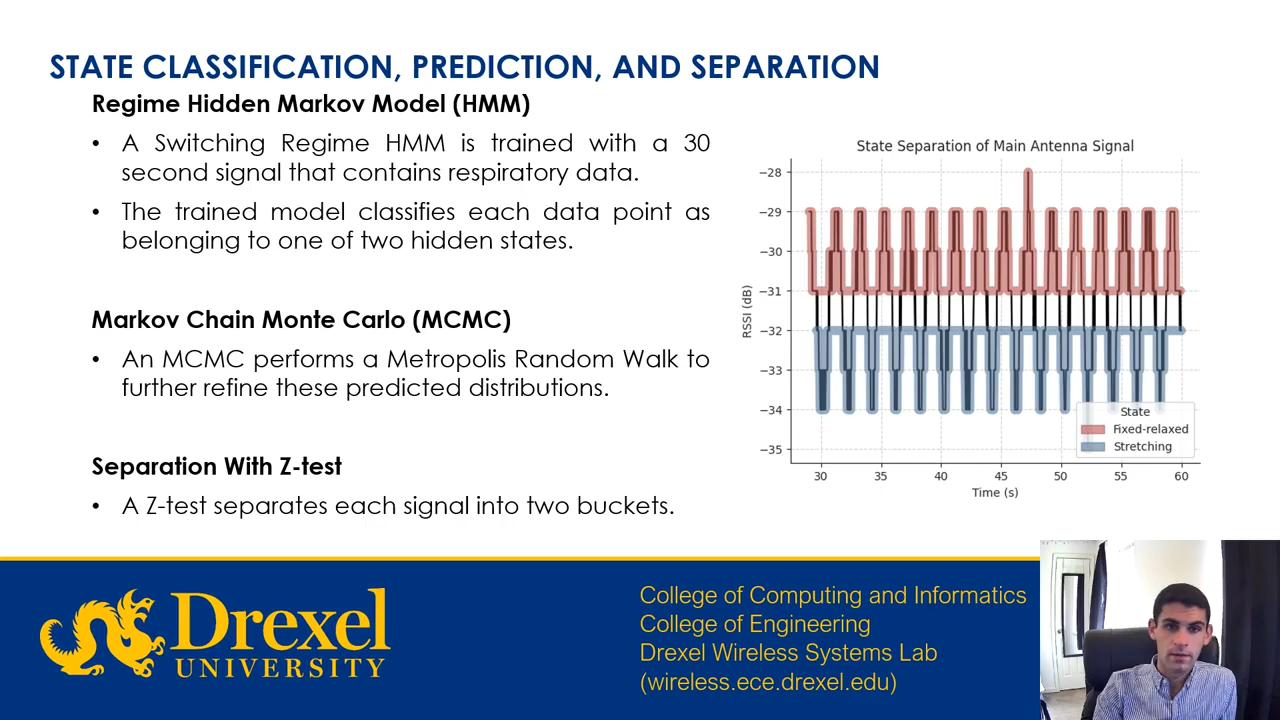 STATE CLASSIFICATION, PREDICTION, AND SEPARATION
Regime Hidden Markov Model (HMM)
• A Switching Regime HMM is trained with a 30
second signal that contains respiratory data.
• The trained model classifies each data point as
belonging to one of two hidden states.
Markov Chain Monte Carlo (MCMC)
• An MCMC performs a Metropolis Random Walk to
further refine these predicted distributions.
Separation With Z-test
• A Z-test separates each signal into two buckets.
State Separation of Main Antenna Signal
RSSI (dB)
−28
−29
−30
−31
−32
−33
−34
−35
State
Fixed-relaxed
Stretching
30 35 40 45 50 55 60
Time (s)
Drexel
UNIVERSITY
College of Computing and Informatics
College of Engineering
Drexel Wireless Systems Lab
(wireless.ece.drexel.edu)